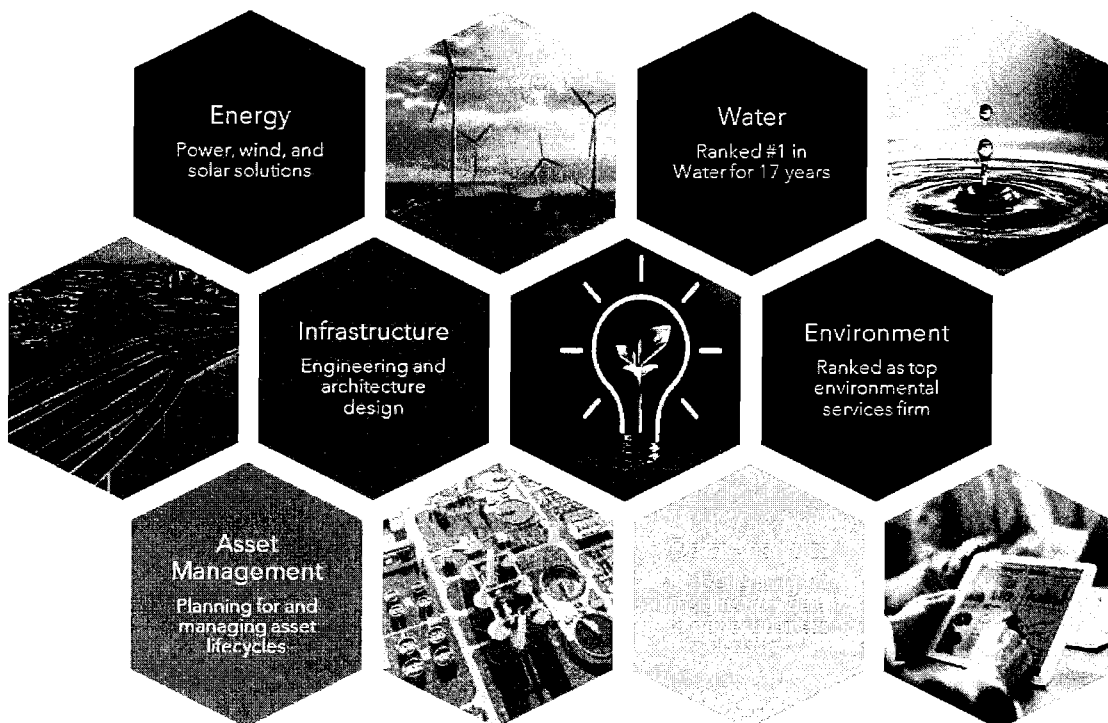 Energy
Power, wind, and
solar solutions
Water
Ranked #1 in
Water for 17 years
Infrastructure
Engineering and
architecture
design
Environment
Ranked as top
environmental
services firm
Asset
Management
Planning for and
managing asset
lifecycles